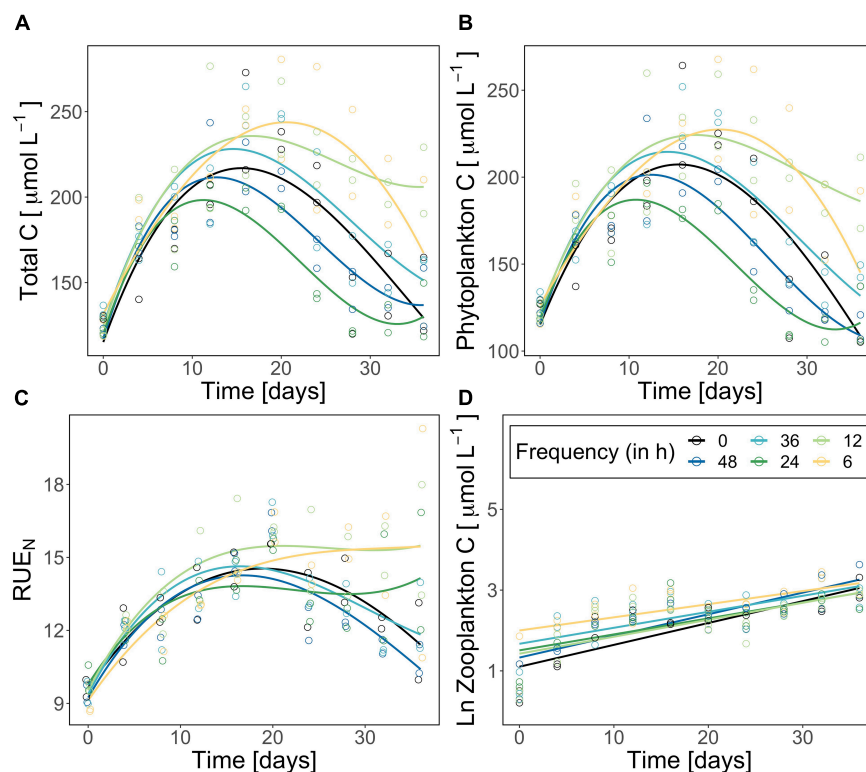 A
Total C [ μmol L⁻¹ ]
250
200
150
0 10 20 30
Time [days]
B
Phytoplankton C [ μmol L⁻¹ ]
250
200
150
100
0 10 20 30
Time [days]
C
RUE_N
18
15
12
9
0 10 20 30
Time [days]
D
Ln Zooplankton C [ μmol L⁻¹ ]
Frequency (in h) 0 36 12
48 24 6
5
3
1
0 10 20 30
Time [days]